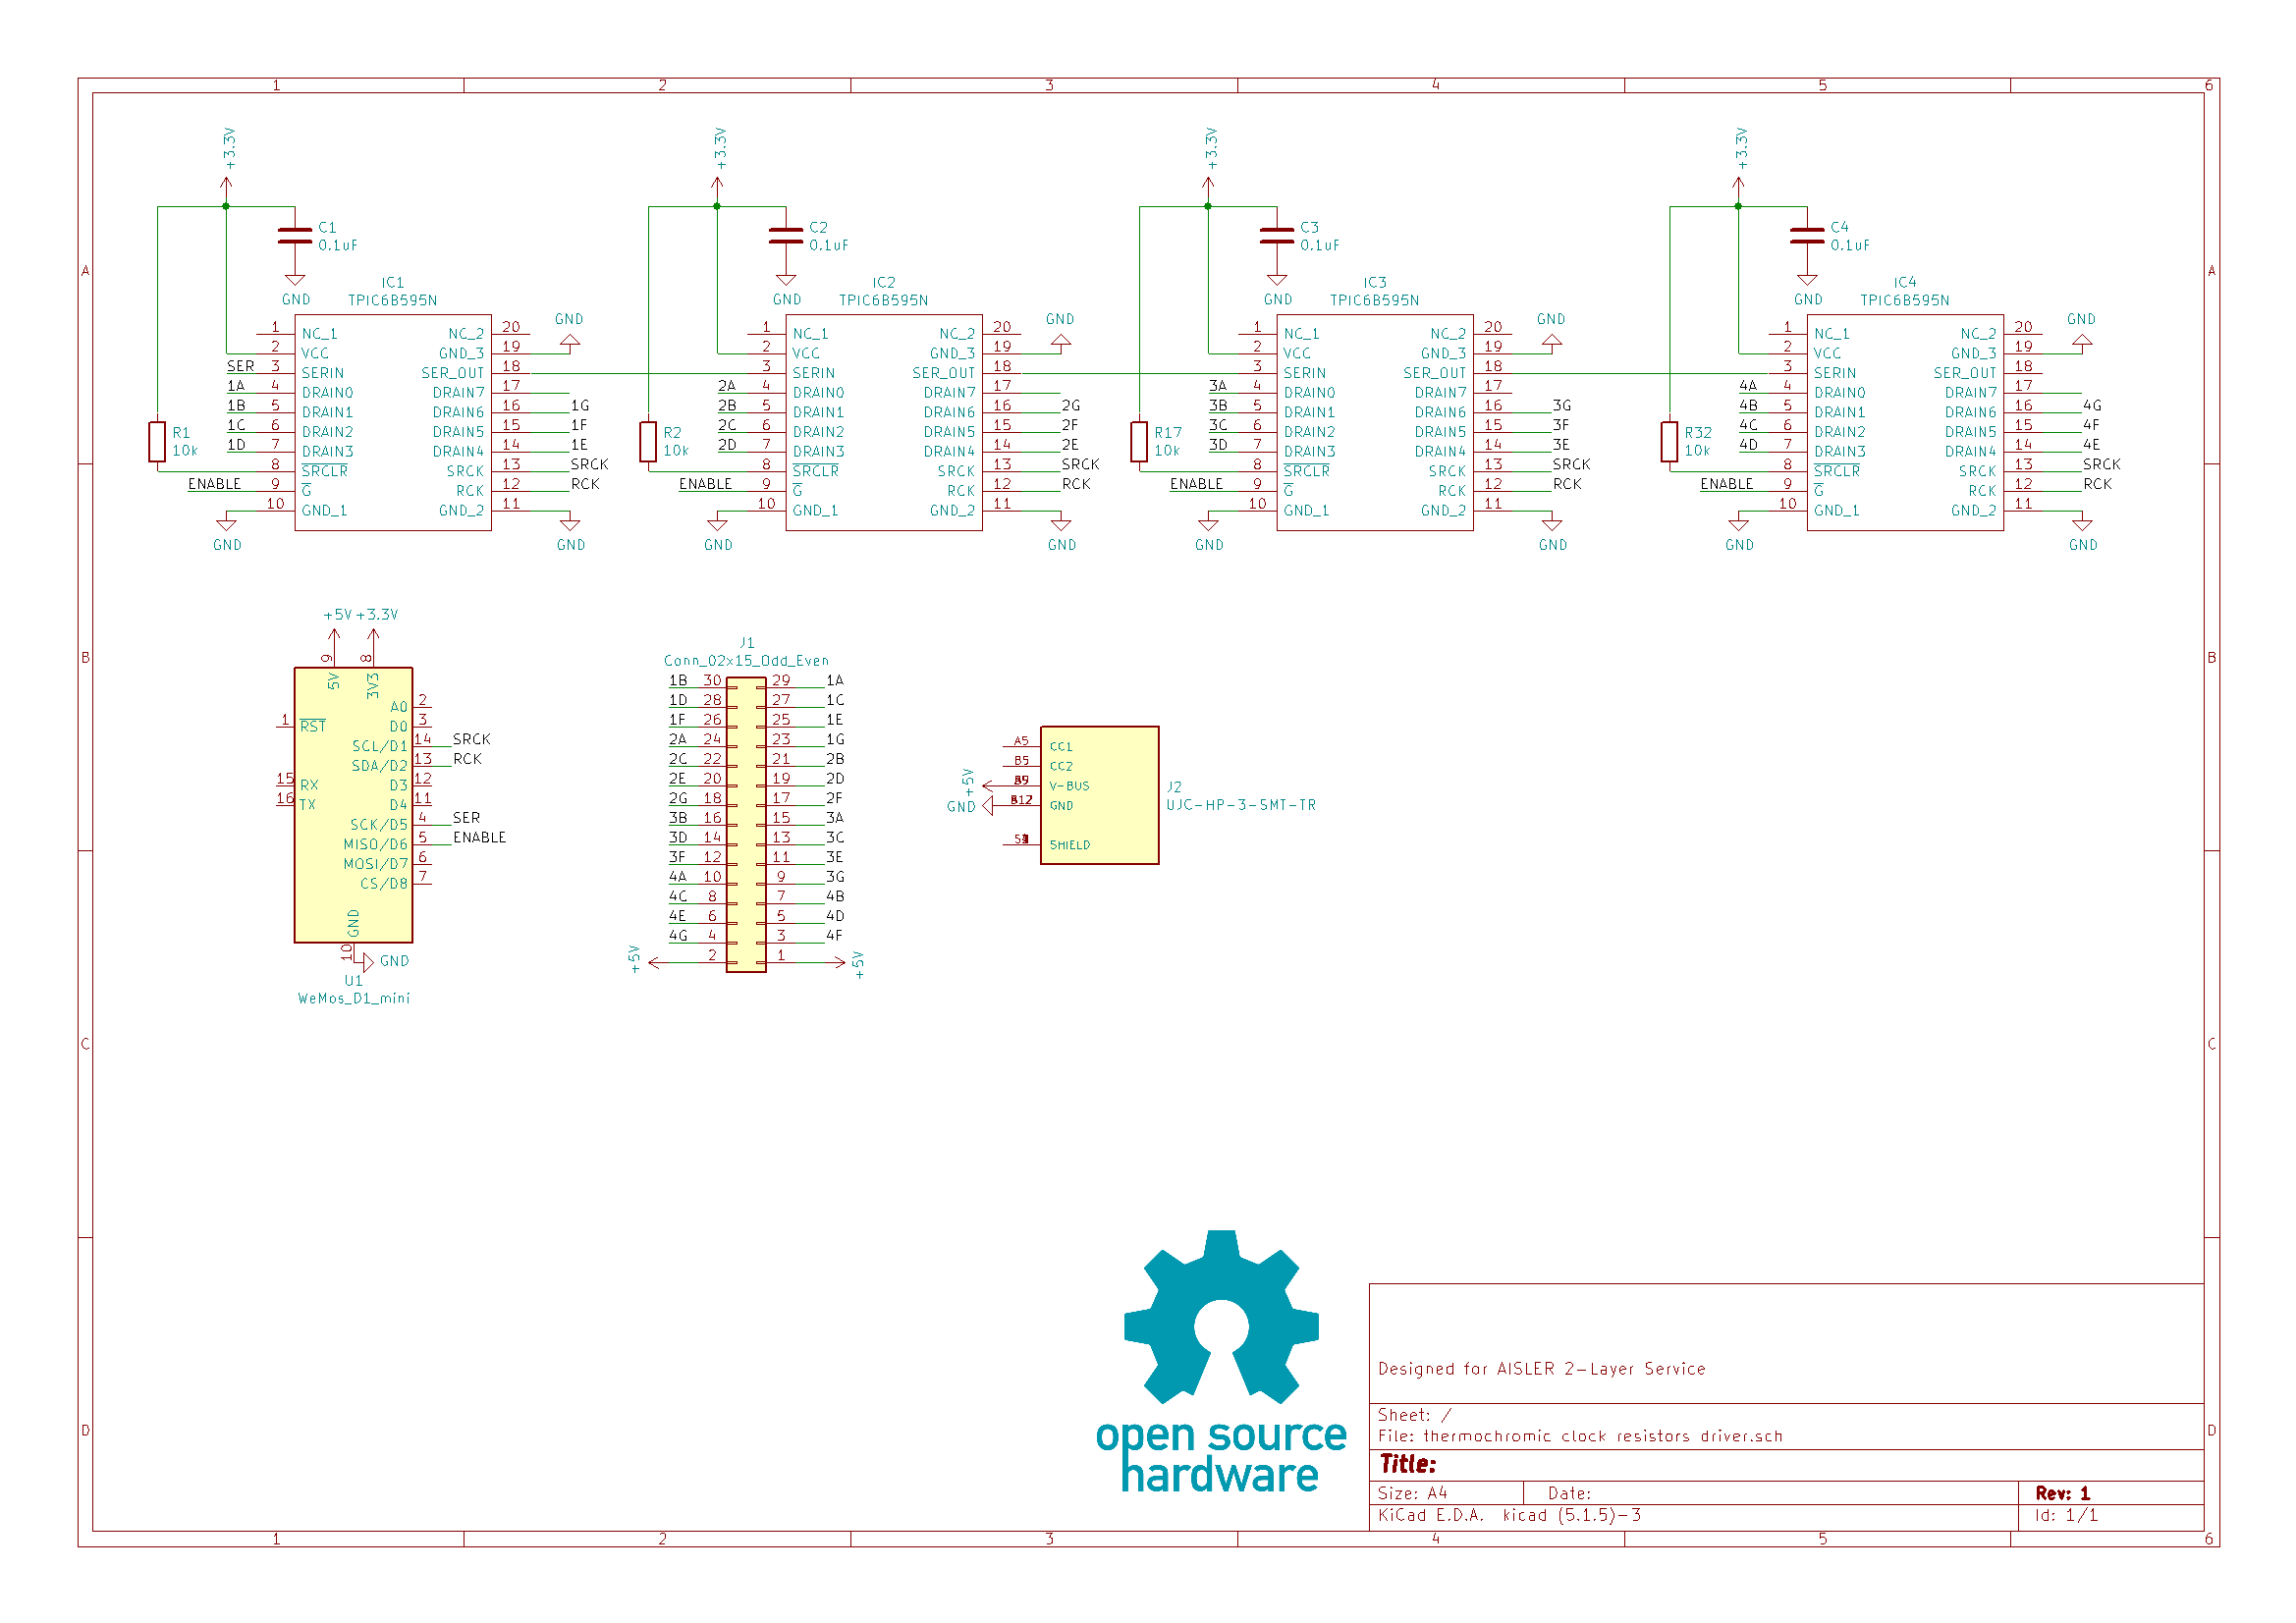 1 2 3 4 5 6
+3.3V +3.3V +3.3V +3.3V
C1 C2 C3 C4
0.1uF 0.1uF 0.1uF 0.1uF
A A
GND GND GND GND
IC1 IC2 IC3 IC4
TPIC6B595N TPIC6B595N TPIC6B595N TPIC6B595N
GND GND GND GND
1 NC_1 NC_2 20 1 NC_1 NC_2 20 1 NC_1 NC_2 20 1 NC_1 NC_2 20
2 VCC GND_3 19 2 VCC GND_3 19 2 VCC GND_3 19 2 VCC GND_3 19
SER 3 SERIN SER_OUT 18 3 SERIN SER_OUT 18 3 SERIN SER_OUT 18 3 SERIN SER_OUT 18
1A 4 DRAIN0 DRAIN7 17 2A 4 DRAIN0 DRAIN7 17 3A 4 DRAIN0 DRAIN7 17 4A 4 DRAIN0 DRAIN7 17
1B 5 DRAIN1 DRAIN6 16 1G 2B 5 DRAIN1 DRAIN6 16 2G 3B 5 DRAIN1 DRAIN6 16 3G 4B 5 DRAIN1 DRAIN6 16 4G
R1 1C 6 DRAIN2 DRAIN5 15 1F R2 2C 6 DRAIN2 DRAIN5 15 2F R17 3C 6 DRAIN2 DRAIN5 15 3F R32 4C 6 DRAIN2 DRAIN5 15 4F
10k 1D 7 DRAIN3 DRAIN4 14 1E 10k 2D 7 DRAIN3 DRAIN4 14 2E 10k 3D 7 DRAIN3 DRAIN4 14 3E 10k 4D 7 DRAIN3 DRAIN4 14 4E
8 SRCLR SRCK 13 SRCK 8 SRCLR SRCK 13 SRCK 8 SRCLR SRCK 13 SRCK 8 SRCLR SRCK 13 SRCK
ENABLE 9 G RCK 12 RCK ENABLE 9 G RCK 12 RCK ENABLE 9 G RCK 12 RCK ENABLE 9 G RCK 12 RCK
10 GND_1 GND_2 11 10 GND_1 GND_2 11 10 GND_1 GND_2 11 10 GND_1 GND_2 11
GND GND GND GND GND GND GND GND
+5V +3.3V
9 8
5V 3V3
A0 2
1 RST D0 3
SCL/D1 14 SRCK
SDA/D2 13 RCK
15 RX D3 12
16 TX D4 11
SCK/D5 4 SER
MISO/D6 5 ENABLE
MOSI/D7 6
CS/D8 7
GND
10 GND
U1
WeMos_D1_mini
J1
Conn_02x15_Odd_Even
1B 30 29 1A
1D 28 27 1C
1F 26 25 1E
2A 24 23 1G
2C 22 21 2B
2E 20 19 2D
2G 18 17 2F
3B 16 15 3A
3D 14 13 3C
3F 12 11 3E
4A 10 9 3G
4C 8 7 4B
4E 6 5 4D
4G 4 3 4F
+5V 2 1 +5V
A5 CC1
B5 CC2
+5V V-BUS
GND GND
SHIELD
J2
UJC-HP-3-SMT-TR
B B
C C
D D
open source
hardware
Designed for AISLER 2-Layer Service
Sheet: /
File: thermochromic clock resistors driver.sch
Title:
Size: A4 Date: Rev: 1
KiCad E.D.A. kicad (5.1.5)-3 Id: 1/1
1 2 3 4 5 6